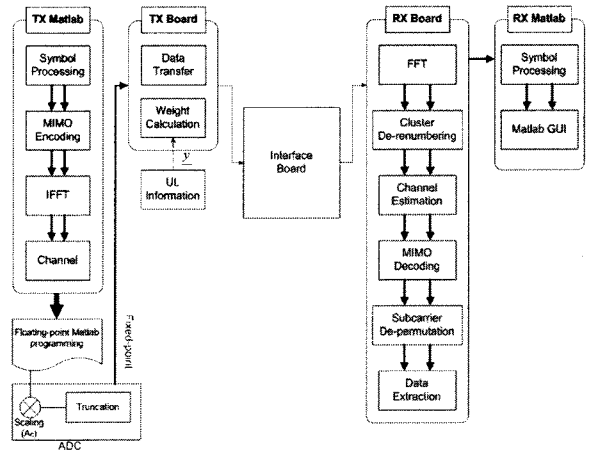 TX Matlab
Symbol
Processing
MIMO
Encoding
IFFT
Channel
Floating-point Matlab
programming
Scaling
(Ac)
Truncation
ADC
Fixed-point
TX Board
Data
Transfer
Weight
Calculation
y
UL
Information
Interface
Board
RX Board
FFT
Cluster
De-renumbering
Channel
Estimation
MIMO
Decoding
Subcarrier
De-permutation
Data
Extraction
RX Matlab
Symbol
Processing
Matlab GUI